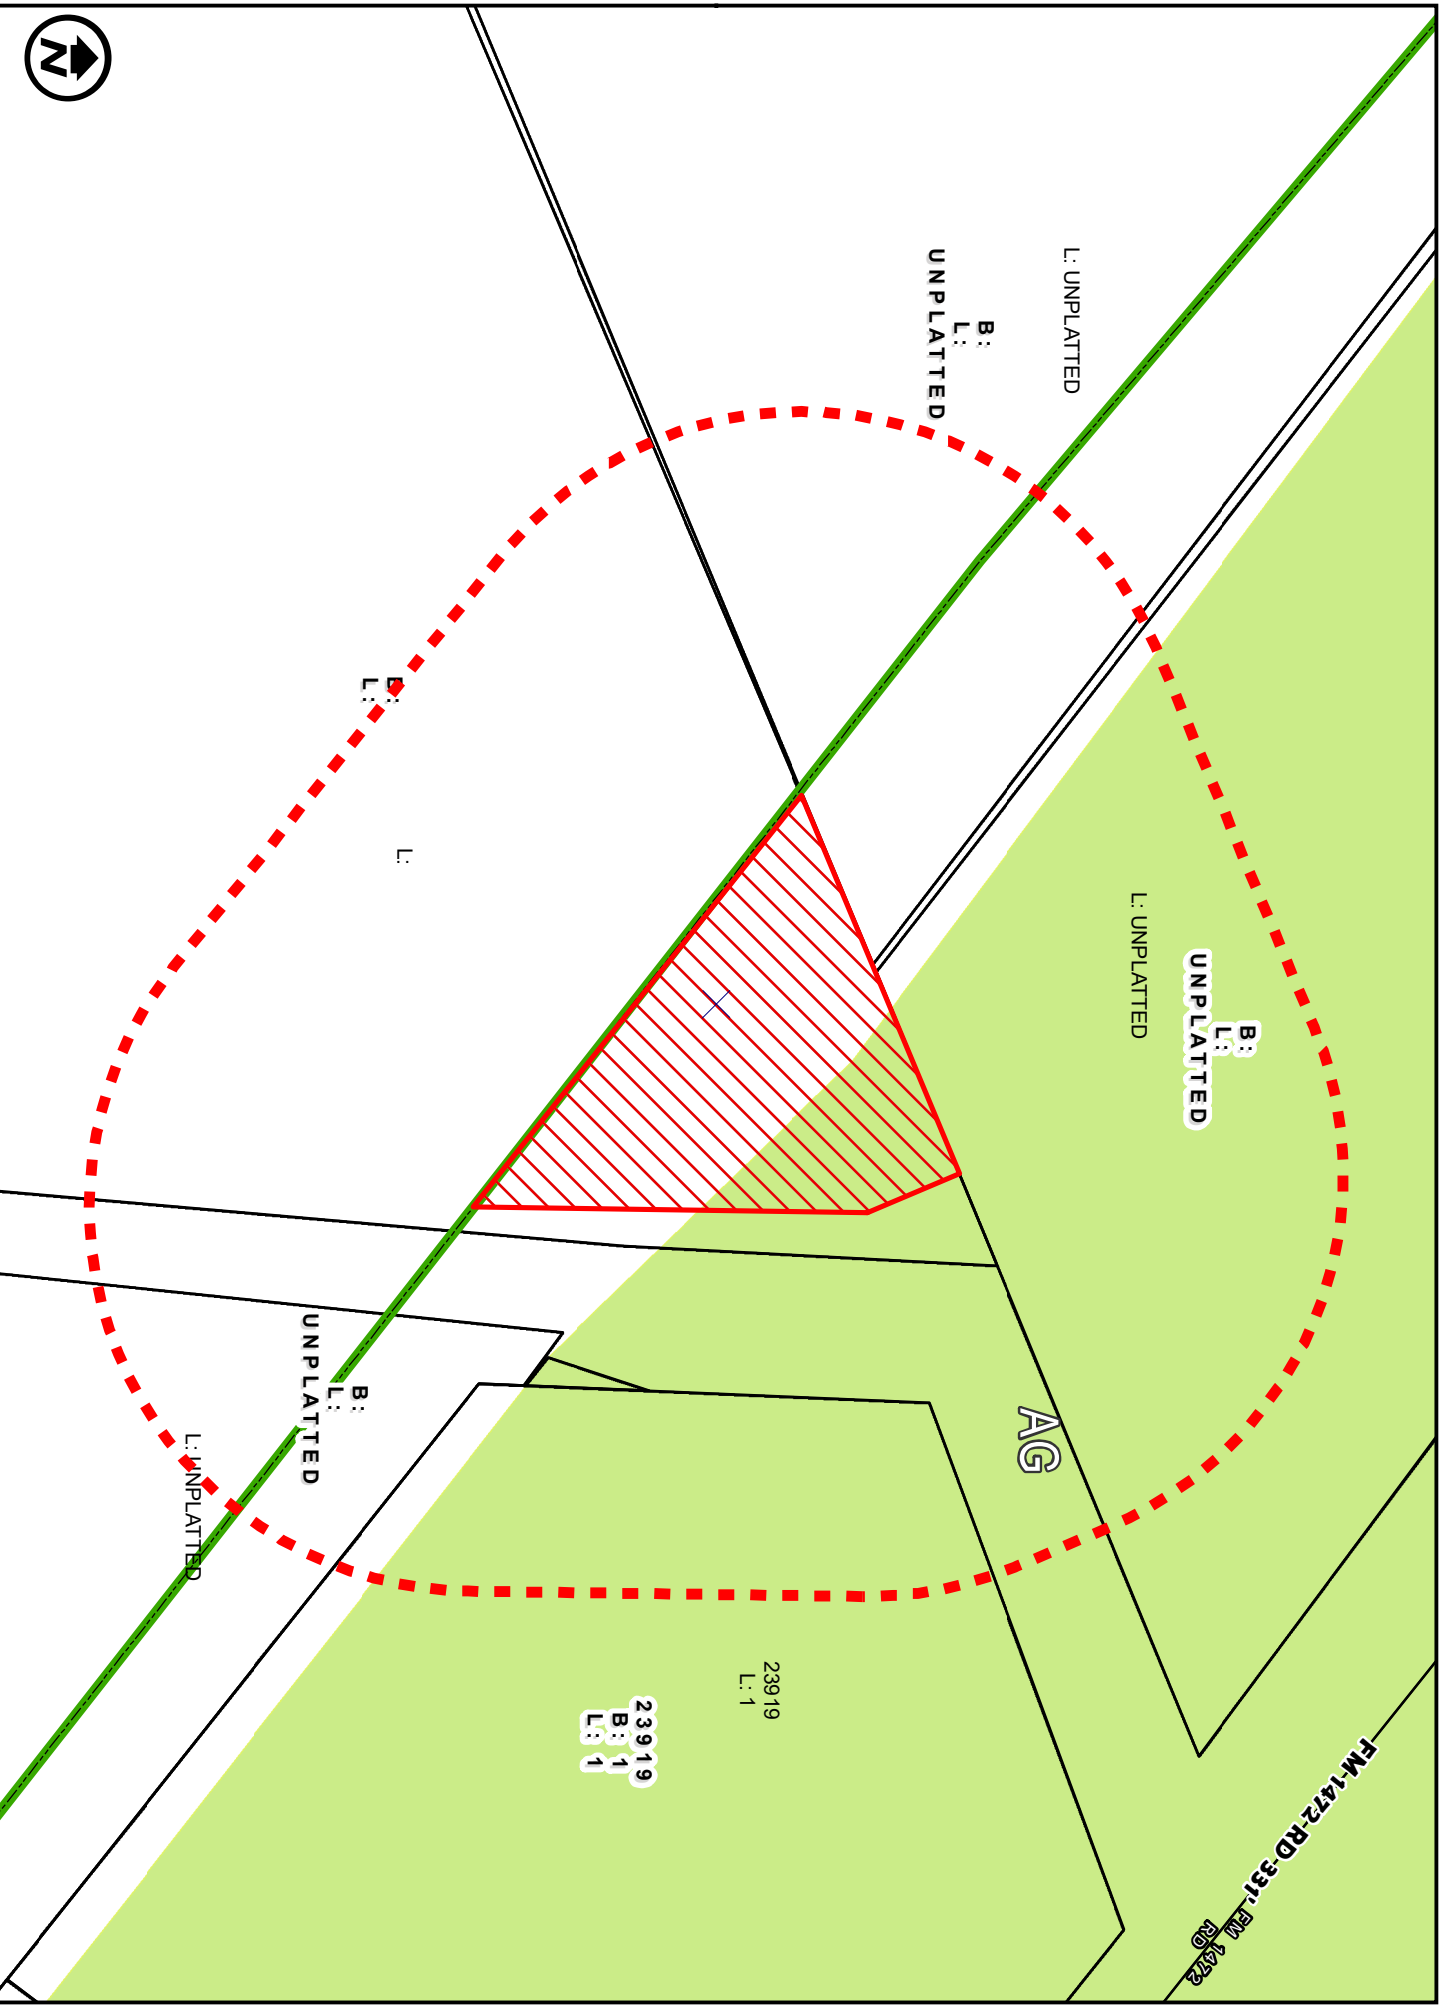 N
L: UNPLATTED
B:
L:
UNPLATTED
B:
L:
L:
L: UNPLATTED
B:
L:
UNPLATTED
AG
B:
L:
UNPLATTED
L: UNPLATTED
23919
L: 1
23919
B: 1
L: 1
FM-1472-RD-331'
FM 1472
RD